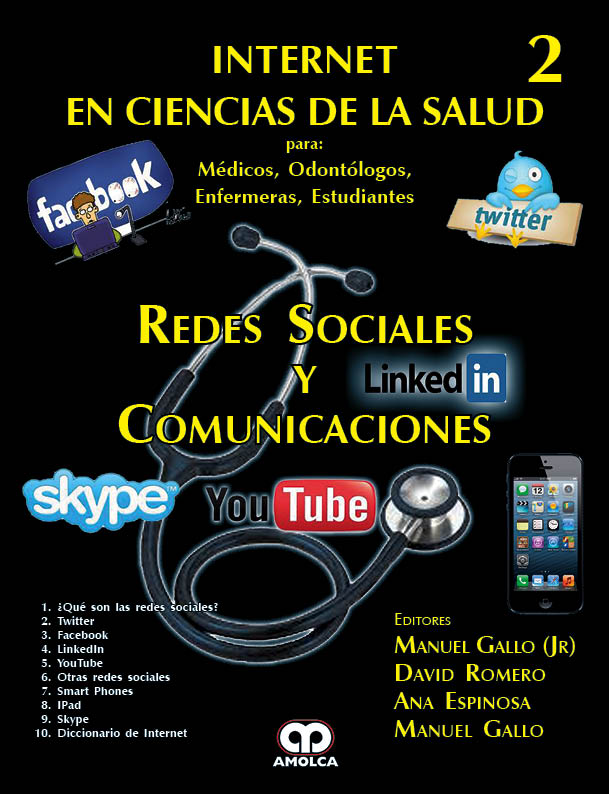 INTERNET
2
EN CIENCIAS DE LA SALUD
para:
Médicos, Odontólogos,
Enfermeras, Estudiantes
facebook
twitter
REDES SOCIALES
Y
Linked in
COMUNICACIONES
skype™
YouTube
1. ¿Qué son las redes sociales?
2. Twitter
3. Facebook
4. LinkedIn
5. YouTube
6. Otras redes sociales
7. Smart Phones
8. IPad
9. Skype
10. Diccionario de Internet
EDITORES
MANUEL GALLO (JR)
DAVID ROMERO
ANA ESPINOSA
MANUEL GALLO
AMOLCA